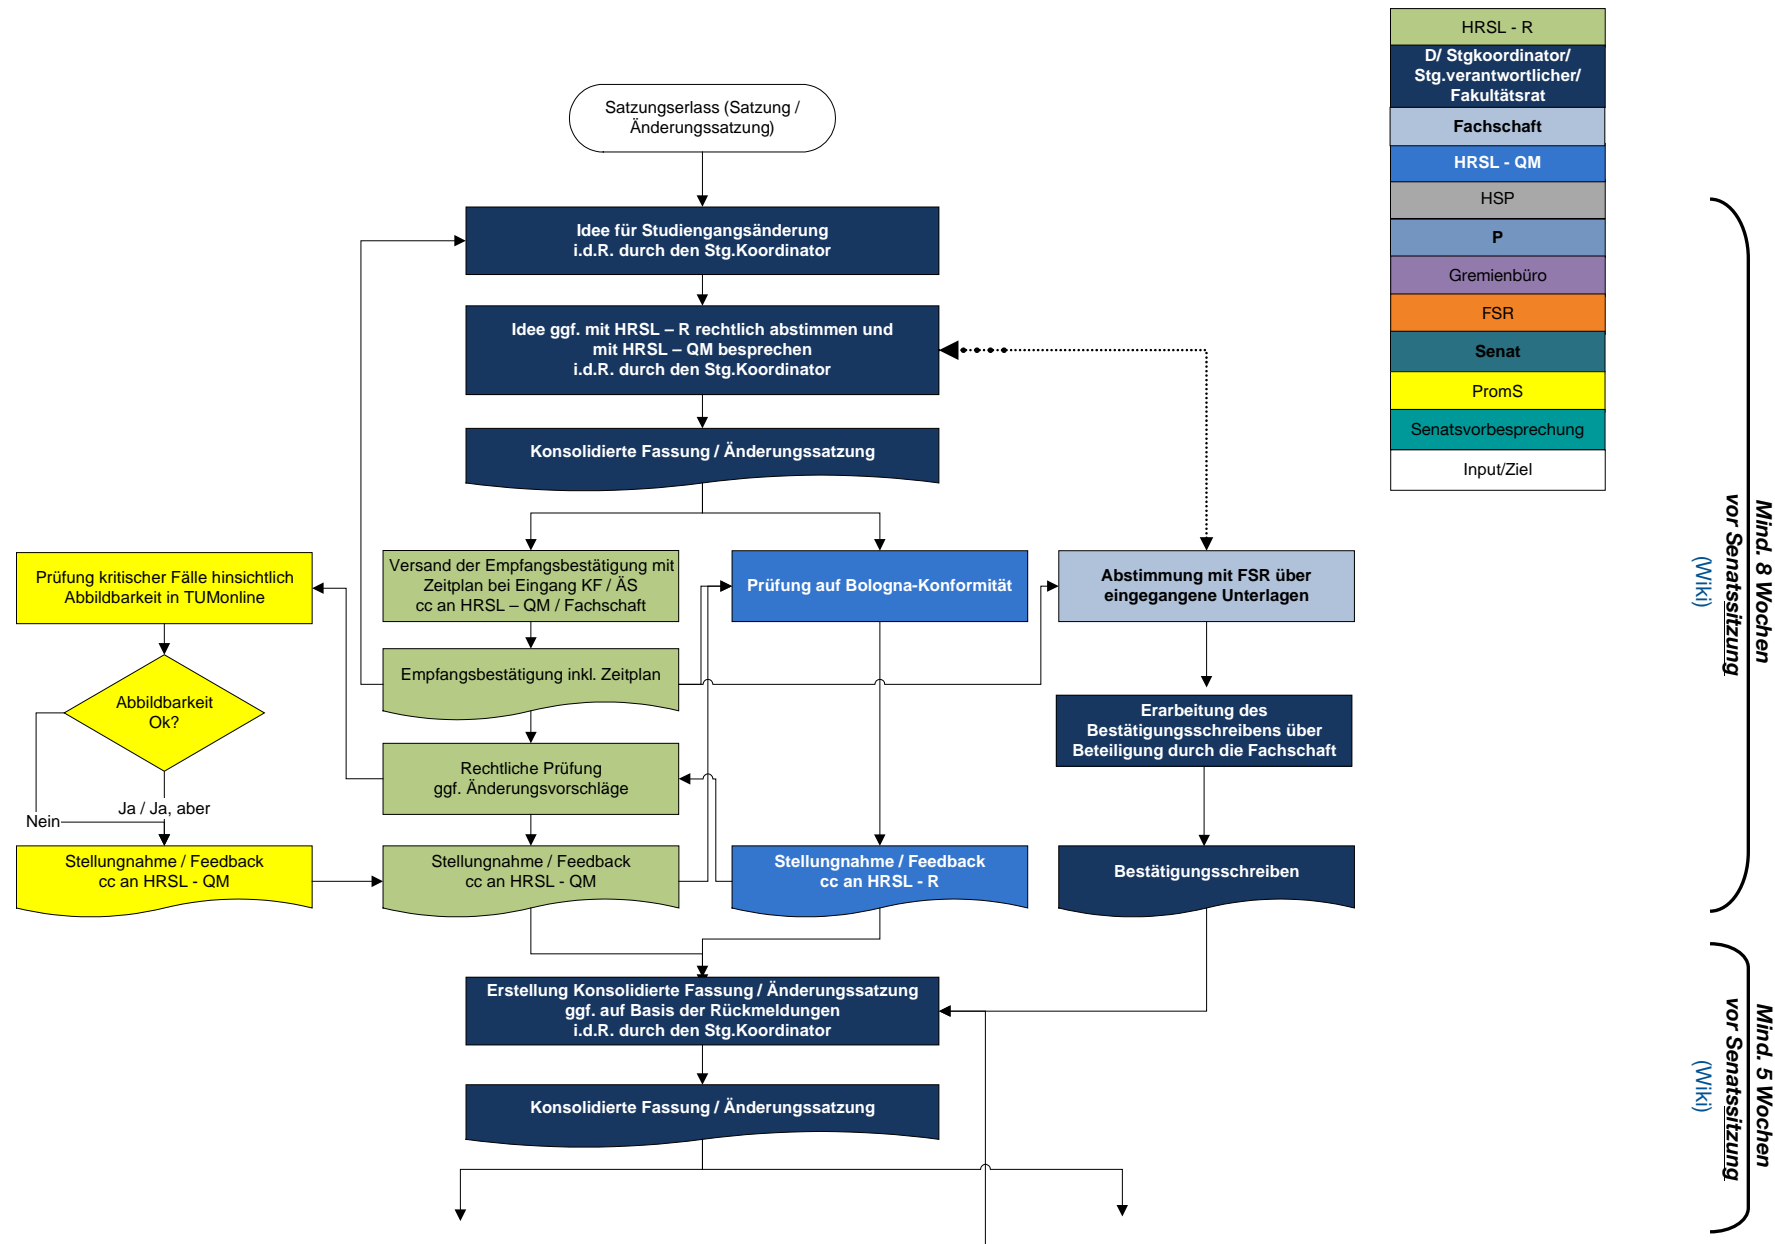 HRSL - R
D/ Stgkoordinator/
Stg.verantwortlicher/
Fakultätsrat
Fachschaft
HRSL - QM
HSP
P
Gremienbüro
FSR
Senat
PromS
Senatsvorbesprechung
Input/Ziel
Satzungserlass (Satzung /
Änderungssatzung)
Idee für Studiengangsänderung
i.d.R. durch den Stg.Koordinator
Idee ggf. mit HRSL – R rechtlich abstimmen und
mit HRSL – QM besprechen
i.d.R. durch den Stg.Koordinator
Konsolidierte Fassung / Änderungssatzung
Prüfung kritischer Fälle hinsichtlich
Abbildbarkeit in TUMonline
Versand der Empfangsbestätigung mit
Zeitplan bei Eingang KF / ÄS
cc an HRSL – QM / Fachschaft
Prüfung auf Bologna-Konformität
Abstimmung mit FSR über
eingegangene Unterlagen
Empfangsbestätigung inkl. Zeitplan
Abbildbarkeit
Ok?
Erarbeitung des
Bestätigungsschreibens über
Beteiligung durch die Fachschaft
Rechtliche Prüfung
ggf. Änderungsvorschläge
Ja / Ja, aber
Nein
Stellungnahme / Feedback
cc an HRSL - QM
Stellungnahme / Feedback
cc an HRSL - QM
Stellungnahme / Feedback
cc an HRSL - R
Bestätigungsschreiben
Mind. 8 Wochen
vor Senatssitzung
(Wiki)
Erstellung Konsolidierte Fassung / Änderungssatzung
ggf. auf Basis der Rückmeldungen
i.d.R. durch den Stg.Koordinator
Konsolidierte Fassung / Änderungssatzung
Mind. 5 Wochen
vor Senatssitzung
(Wiki)